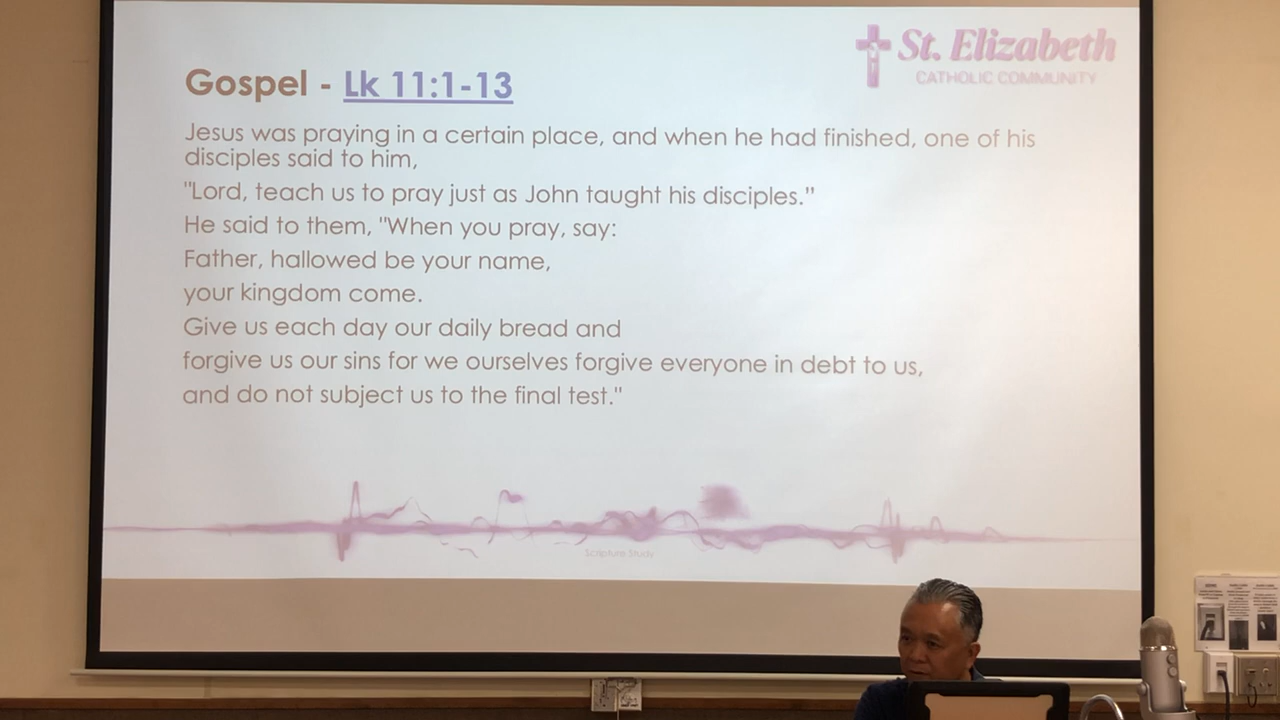 St. Elizabeth
CATHOLIC COMMUNITY
Gospel - Lk 11:1-13
Jesus was praying in a certain place, and when he had finished, one of his
disciples said to him,
"Lord, teach us to pray just as John taught his disciples."
He said to them, "When you pray, say:
Father, hallowed be your name,
your kingdom come.
Give us each day our daily bread and
forgive us our sins for we ourselves forgive everyone in debt to us,
and do not subject us to the final test."
Scripture Study